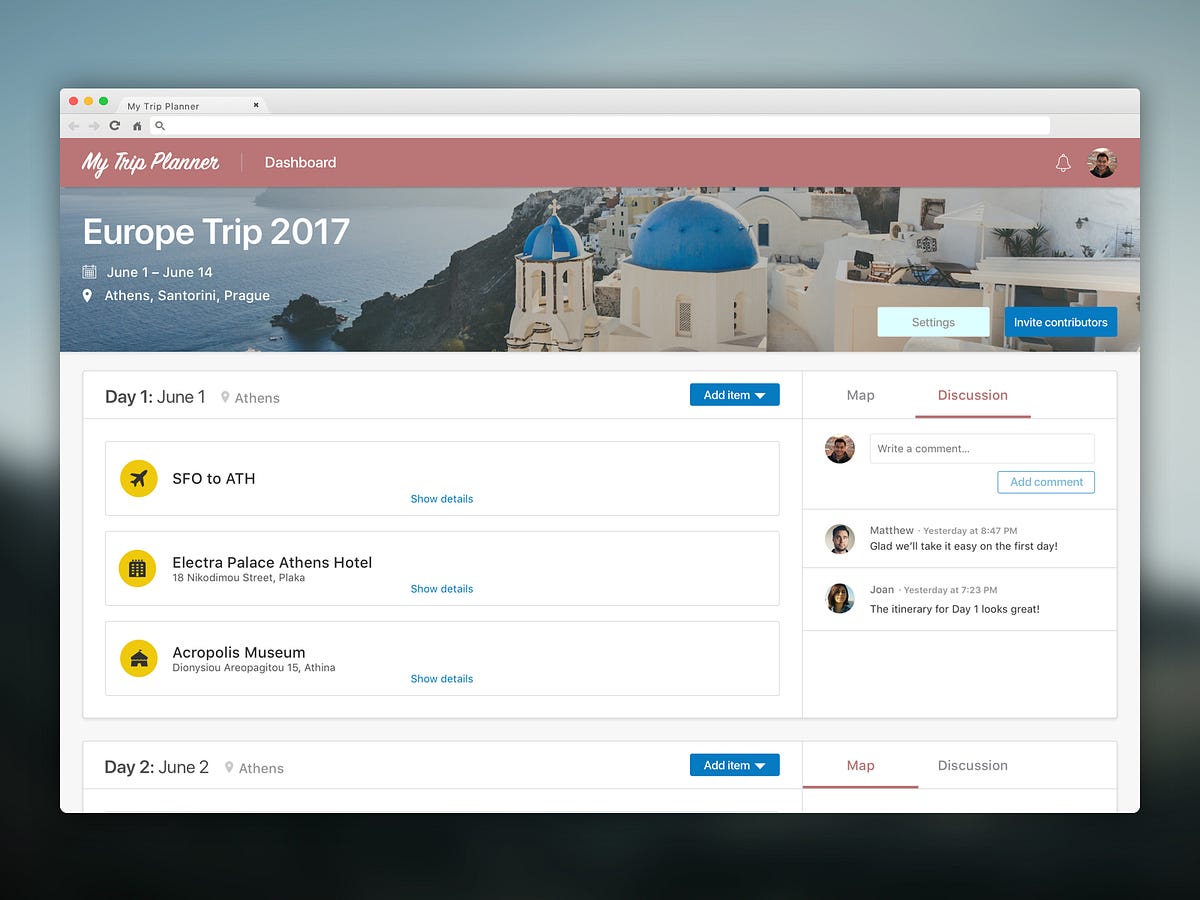 My Trip Planner
My Trip Planner
Dashboard
Europe Trip 2017
June 1 – June 14
Athens, Santorini, Prague
Settings
Invite contributors
Day 1: June 1
Athens
Add item
Map
Discussion
SFO to ATH
Show details
Electra Palace Athens Hotel
18 Nikodimou Street, Plaka
Show details
Acropolis Museum
Dionysiou Areopagitou 15, Athina
Show details
Write a comment...
Add comment
Matthew · Yesterday at 8:47 PM
Glad we'll take it easy on the first day!
Joan · Yesterday at 7:23 PM
The itinerary for Day 1 looks great!
Day 2: June 2
Athens
Add item
Map
Discussion